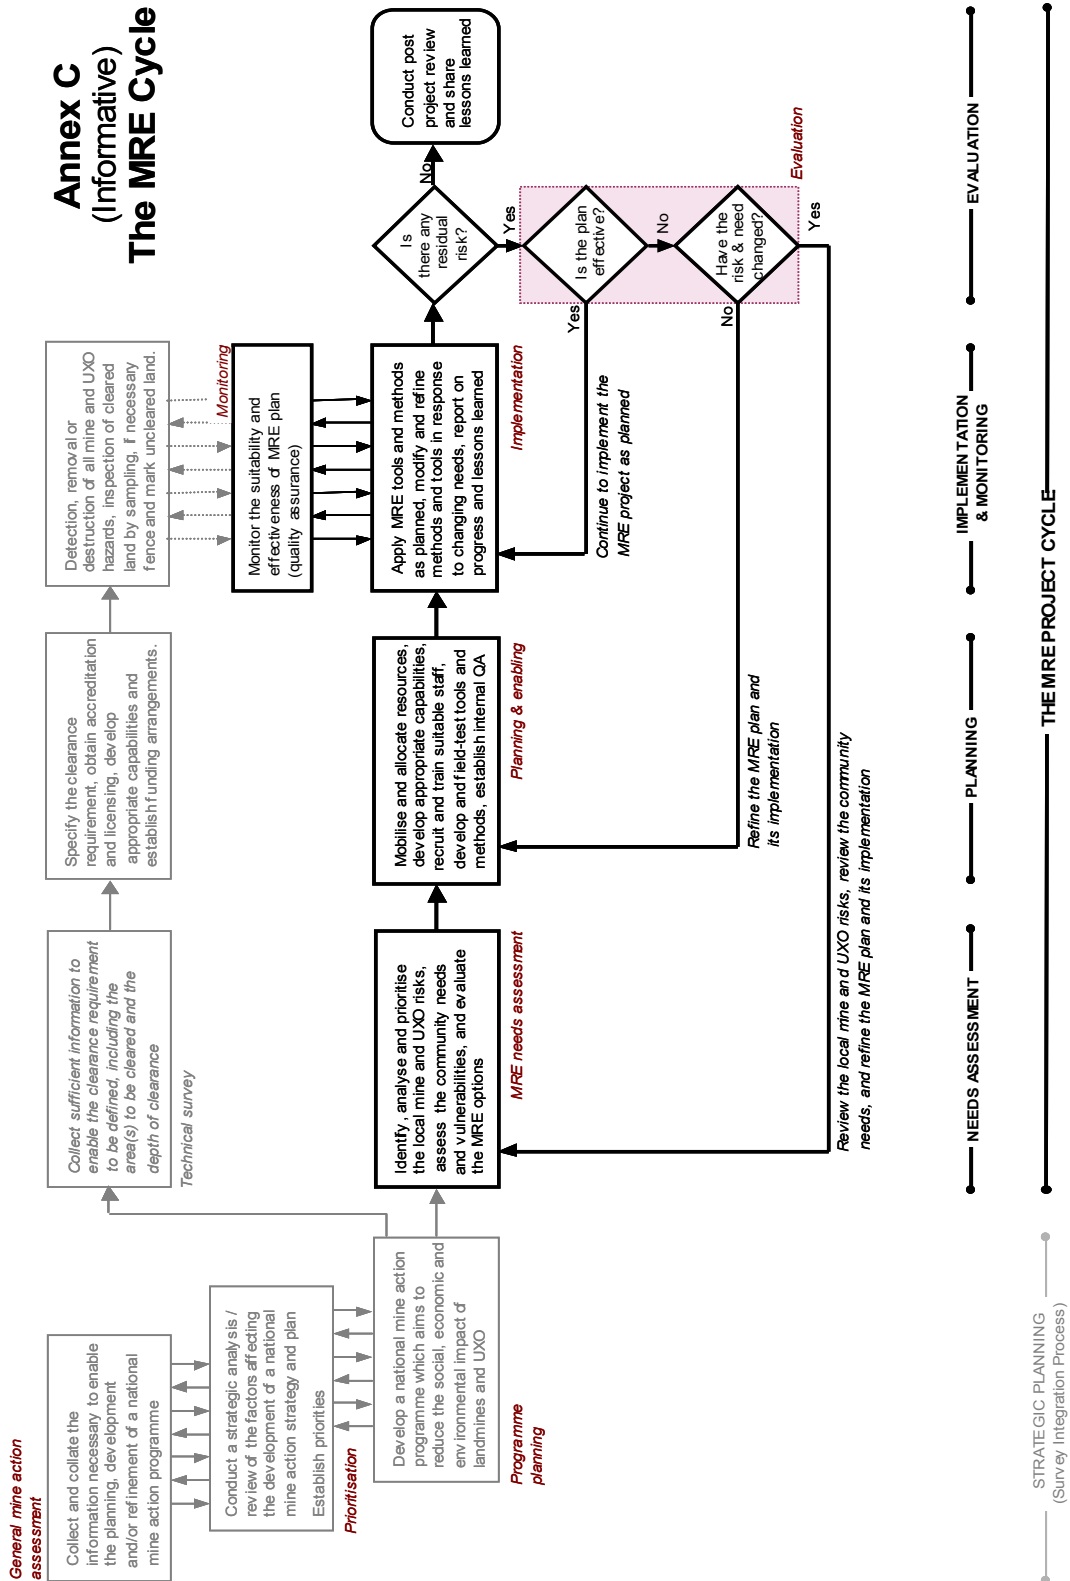 Annex C
(Informative)
The MRE Cycle
General mine action
assessment
Collect and collate the
information necessary to enable
the planning, development
and/or refinement of a national
mine action programme
Conduct a strategic analysis /
review of the factors affecting
the development of a national
mine action strategy and plan
Establish priorities
Prioritisation
Develop a national mine action
programme which aims to
reduce the social, economic and
environmental impact of
landmines and UXO
Programme
planning
Collect sufficient information to
enable the clearance requirement
to be defined, including the
area(s) to be cleared and the
depth of clearance
Technical survey
Specify the clearance
requirement, obtain accreditation
and licensing, develop
appropriate capabilities and
establish funding arrangements.
Detection, removal or
destruction of all mine and UXO
hazards, inspection of cleared
land by sampling, if necessary
fence and mark uncleared land.
Monitoring
Monitor the suitability and
effectiveness of MRE plan
(quality assurance)
Identify, analyse and prioritise
the local mine and UXO risks,
assess the community needs
and vulnerabilities, and evaluate
the MRE options
MRE needs assessment
Mobilise and allocate resources,
develop appropriate capabilities,
recruit and train suitable staff,
develop and field-test tools and
methods, establish internal QA
Planning & enabling
Apply MRE tools and methods
as planned, modify and refine
methods and tools in response
to changing needs, report on
progress and lessons learned
Implementation
Is
there any
residual
risk?
No
Conduct post
project review
and share
lessons learned
Yes
Is the plan
effective?
Yes
No
Have the
risk & need
changed?
No
Yes
Evaluation
Continue to implement the
MRE project as planned
Refine the MRE plan and
its implementation
Review the local mine and UXO risks, review the community
needs, and refine the MRE plan and its implementation
NEEDS ASSESSMENT
PLANNING
IMPLEMENTATION
& MONITORING
EVALUATION
STRATEGIC PLANNING
(Survey Integration Process)
THE MRE PROJECT CYCLE